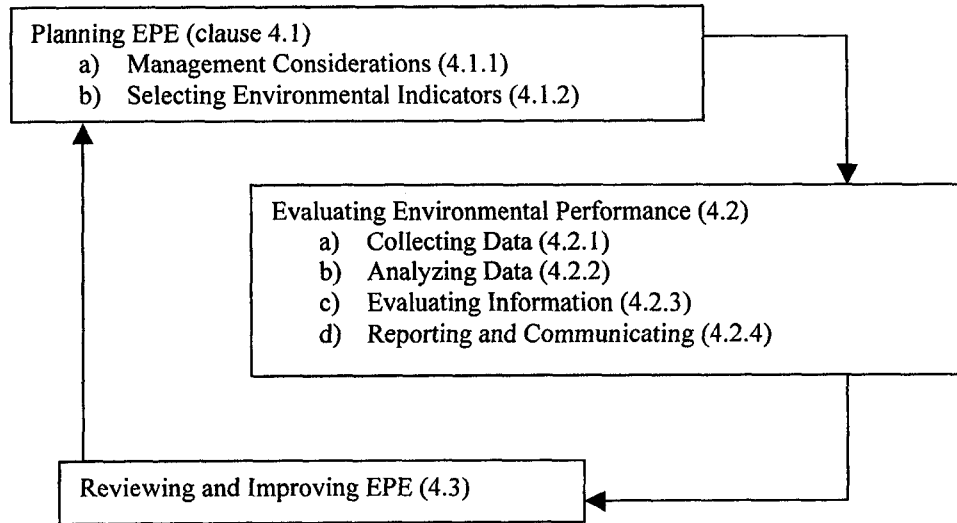 Planning EPE (clause 4.1)
a) Management Considerations (4.1.1)
b) Selecting Environmental Indicators (4.1.2)
Evaluating Environmental Performance (4.2)
a) Collecting Data (4.2.1)
b) Analyzing Data (4.2.2)
c) Evaluating Information (4.2.3)
d) Reporting and Communicating (4.2.4)
Reviewing and Improving EPE (4.3)